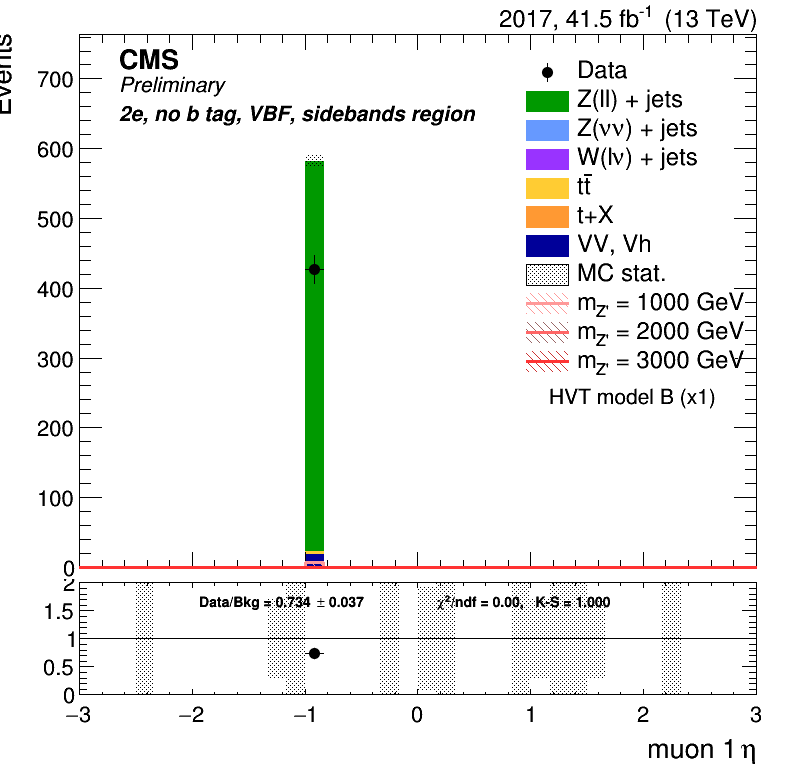 2017, 41.5 fb⁻¹ (13 TeV)
Events
CMS
Preliminary
2e, no b tag, VBF, sidebands region
Data
Z(ll) + jets
Z(νν) + jets
W(lν) + jets
tt̄
t+X
VV, Vh
MC stat.
m_Z' = 1000 GeV
m_Z' = 2000 GeV
m_Z' = 3000 GeV
HVT model B (x1)
700
600
500
400
300
200
100
0
Data/Bkg = 0.734 ± 0.037
χ²/ndf = 0.00, K-S = 1.000
2
1.5
1
0.5
0
−3 −2 −1 0 1 2 3
muon 1 η